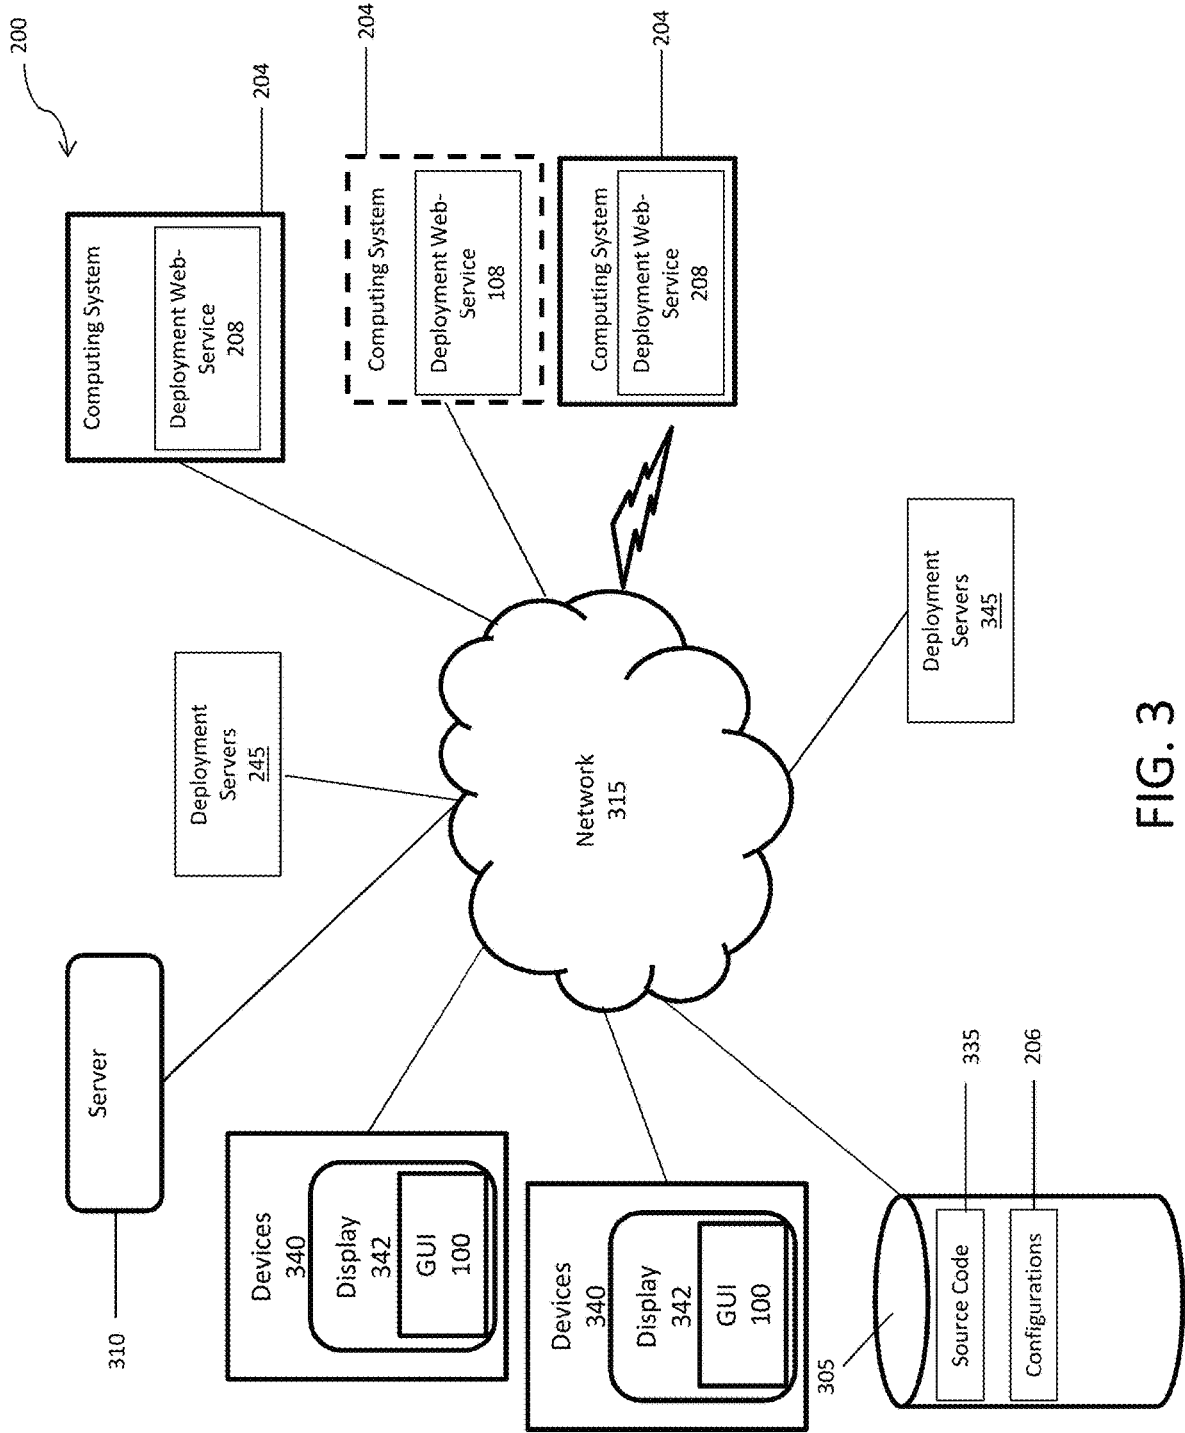 200
Server
310
Deployment
Servers
245
Computing System
Deployment Web-
Service
208
204
Devices
340
Display
342
GUI
100
Computing System
Deployment Web-
Service
108
204
Devices
340
Display
342
GUI
100
Network
315
Computing System
Deployment Web-
Service
208
204
305
Source Code
335
Configurations
206
Deployment
Servers
345
FIG. 3